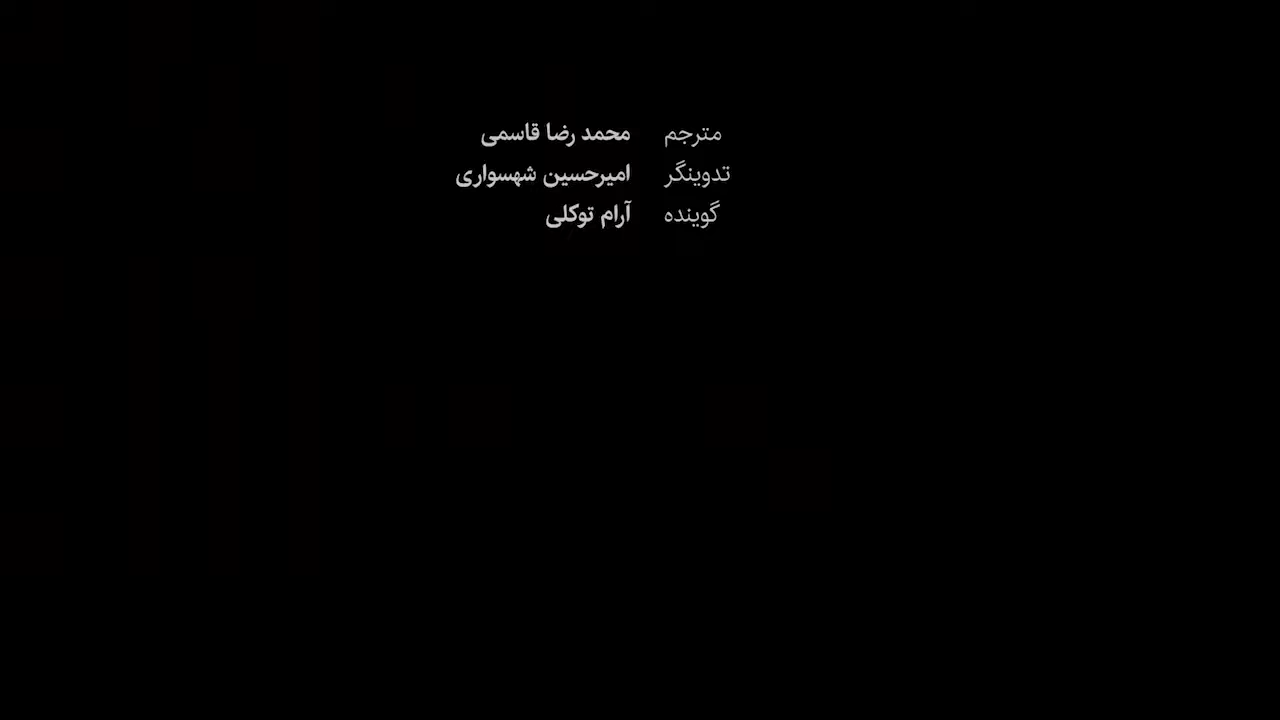 مترجم محمد رضا قاسمی
تدوینگر امیرحسین شهسواری
گوینده آرام توکلی